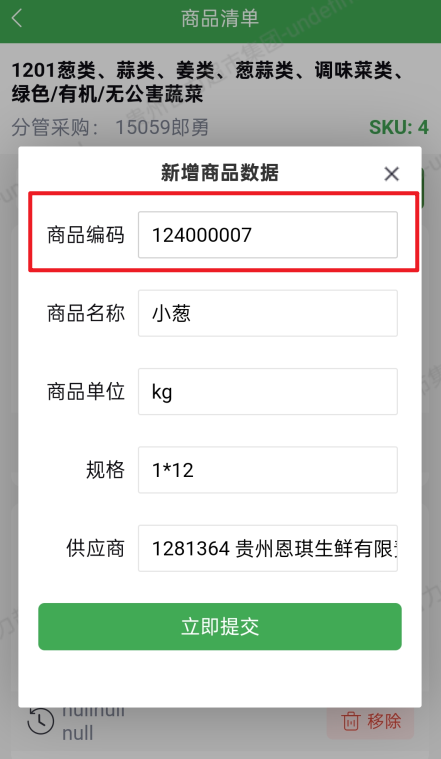 商品清单
1201葱类、蒜类、姜类、葱蒜类、调味菜类、
绿色/有机/无公害蔬菜
分管采购： 15059郎勇
SKU: 4
新增商品数据
商品编码 124000007
商品名称 小葱
商品单位 kg
规格 1*12
供应商 1281364 贵州恩琪生鲜有限
立即提交
nullnull
null
移除